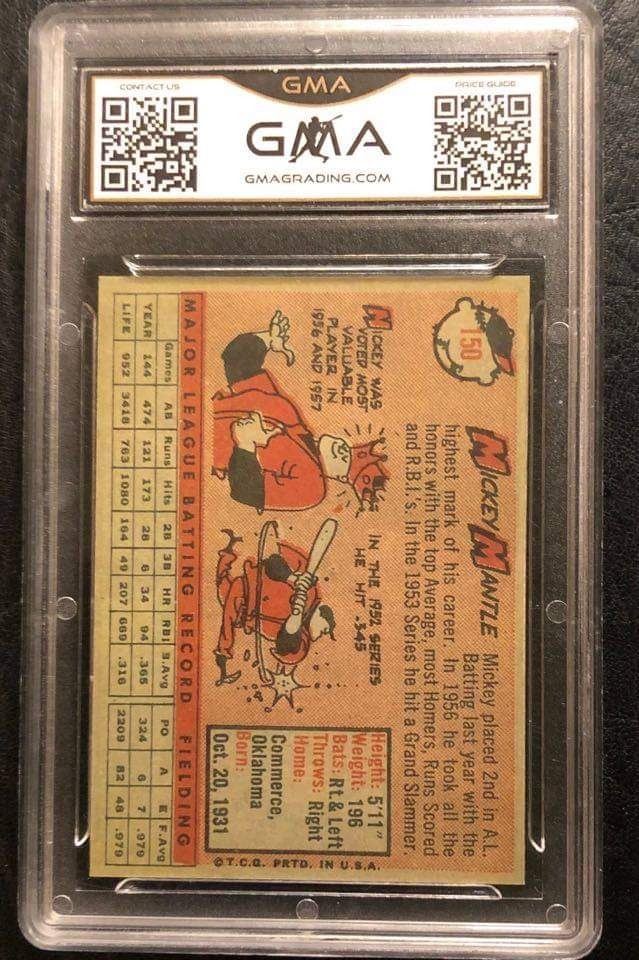 CONTACT US
GMA
PRICE GUIDE
GMA
GMAGRADING.COM
150
MICKEY MANTLE
Mickey placed 2nd in A.L.
Batting last year with the
highest mark of his career. In 1956 he took all the
honors with the top Average, most Homers, Runs Scored
and R.B.I.'s. In the 1953 Series he hit a Grand Slammer.
MICKEY WAS
VOTED MOST
VALUABLE
PLAYER IN
1956 AND 1957
IN THE 1952 SERIES
HE HIT .345
Height: 5'11"
Weight: 196
Bats: Rt. & Left
Throws: Right
Home:
Commerce,
Oklahoma
Born:
Oct. 20, 1931
MAJOR LEAGUE BATTING RECORD FIELDING
Games AB Runs Hits 2B 3B HR RBI B.Avg PO A E F.Avg
YEAR 144 474 121 173 28 6 34 94 .365 324 6 7 .979
LIFE 952 3418 763 1080 164 49 207 669 .316 2209 82 48 .979
©T.C.G. PRTD. IN U.S.A.